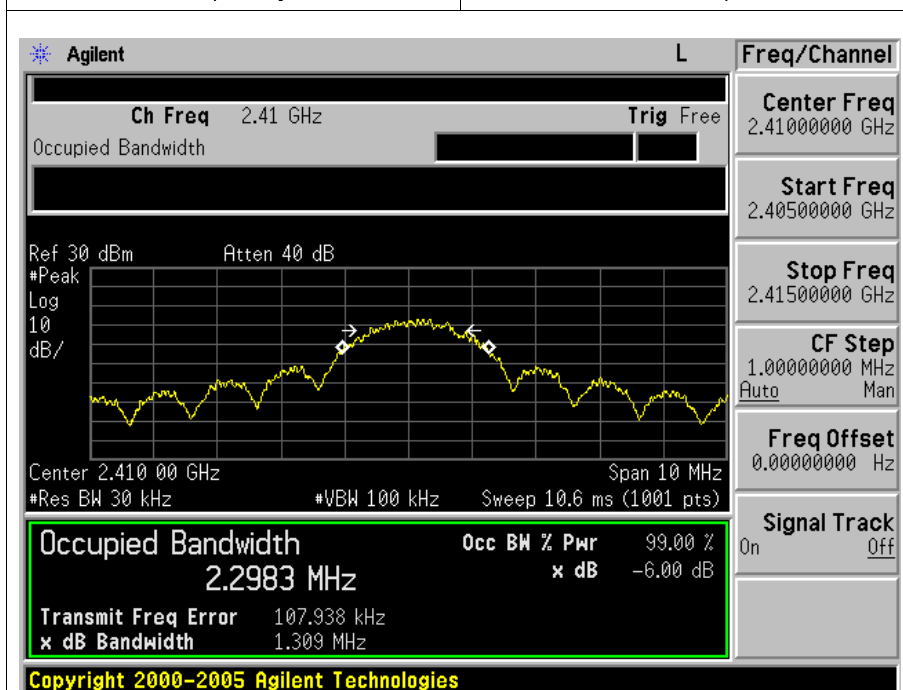 Agilent L
Freq/Channel
Ch Freq 2.41 GHz Trig Free
Occupied Bandwidth
Center Freq
2.41000000 GHz
Start Freq
2.40500000 GHz
Stop Freq
2.41500000 GHz
CF Step
1.00000000 MHz
Auto Man
Freq Offset
0.00000000 Hz
Signal Track
On Off
Ref 30 dBm Atten 40 dB
#Peak
Log
10
dB/
Center 2.410 00 GHz Span 10 MHz
#Res BW 30 kHz #VBW 100 kHz Sweep 10.6 ms (1001 pts)
Occupied Bandwidth
2.2983 MHz
Occ BW % Pwr 99.00 %
x dB -6.00 dB
Transmit Freq Error 107.938 kHz
x dB Bandwidth 1.309 MHz
Copyright 2000-2005 Agilent Technologies